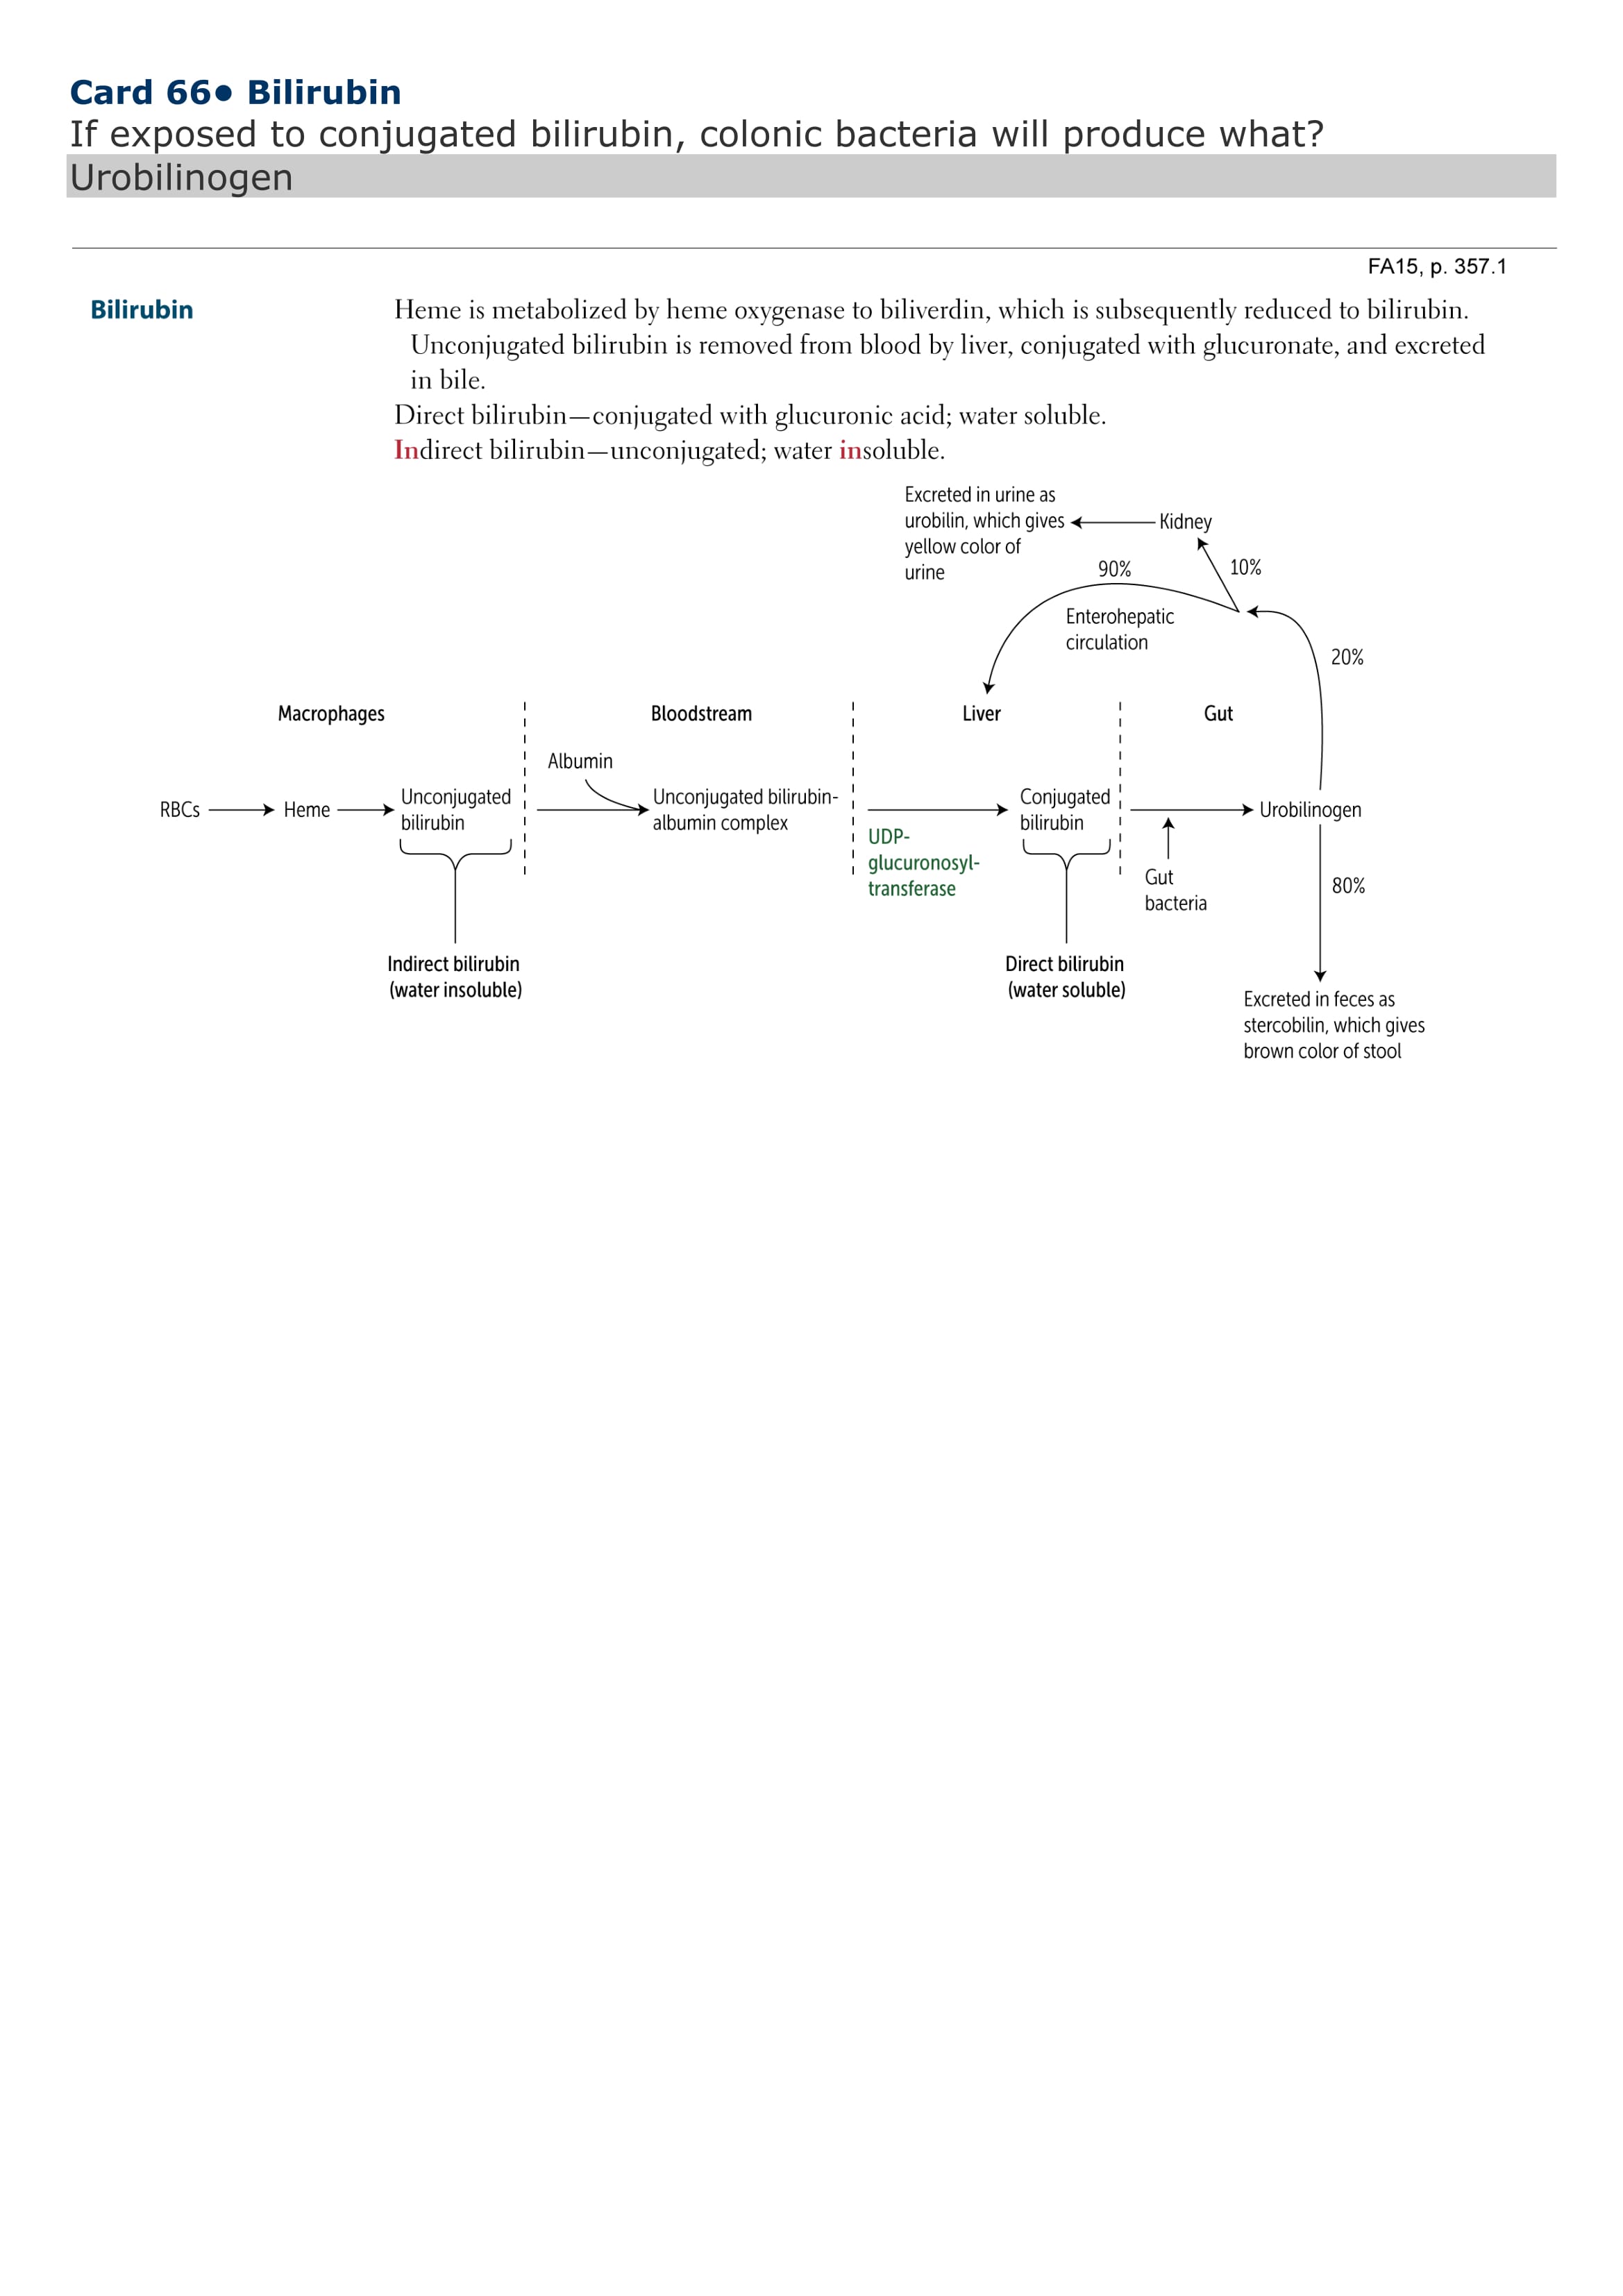 Card 66● Bilirubin
If exposed to conjugated bilirubin, colonic bacteria will produce what?
Urobilinogen
FA15, p. 357.1
Bilirubin
Heme is metabolized by heme oxygenase to biliverdin, which is subsequently reduced to bilirubin.
Unconjugated bilirubin is removed from blood by liver, conjugated with glucuronate, and excreted
in bile.
Direct bilirubin—conjugated with glucuronic acid; water soluble.
Indirect bilirubin—unconjugated; water insoluble.
Excreted in urine as
urobilin, which gives
yellow color of
urine
Kidney
90%
10%
Enterohepatic
circulation
20%
Macrophages
Bloodstream
Liver
Gut
Albumin
RBCs
Heme
Unconjugated
bilirubin
Unconjugated bilirubin-
albumin complex
UDP-
glucuronosyl-
transferase
Conjugated
bilirubin
Urobilinogen
Gut
bacteria
80%
Indirect bilirubin
(water insoluble)
Direct bilirubin
(water soluble)
Excreted in feces as
stercobilin, which gives
brown color of stool